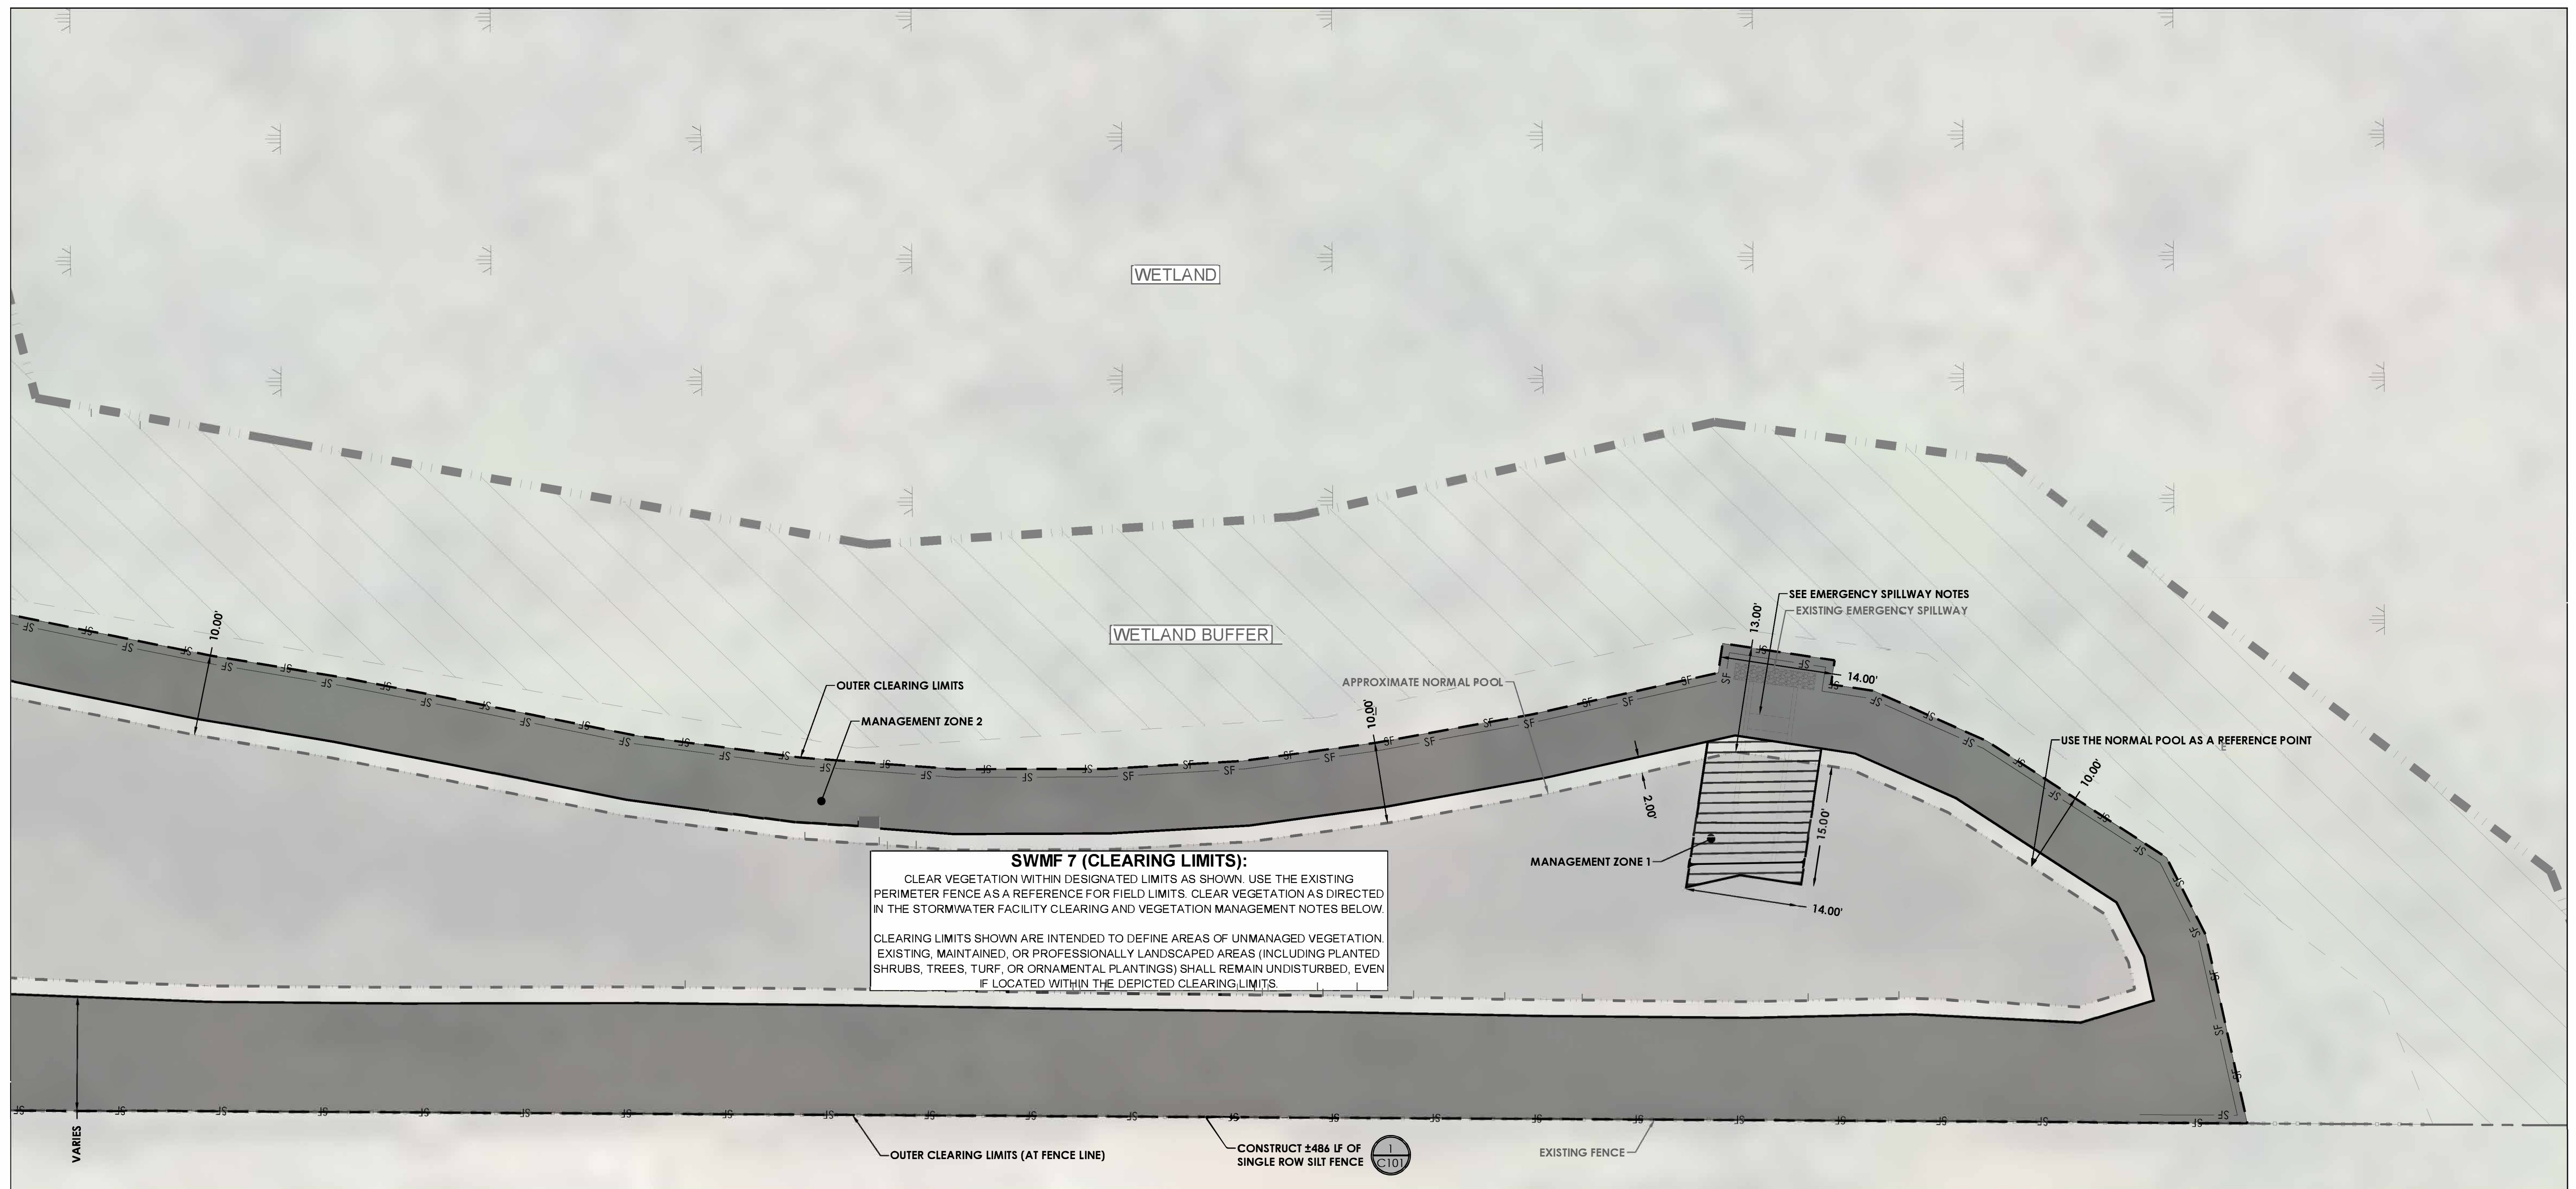 WETLAND
SEE EMERGENCY SPILLWAY NOTES
EXISTING EMERGENCY SPILLWAY
13.00'
10.00'
WETLAND BUFFER
14.00'
APPROXIMATE NORMAL POOL
OUTER CLEARING LIMITS
10.00'
MANAGEMENT ZONE 2
USE THE NORMAL POOL AS A REFERENCE POINT
10.00'
2.00'
15.00'
MANAGEMENT ZONE 1
14.00'
SWMF 7 (CLEARING LIMITS):
CLEAR VEGETATION WITHIN DESIGNATED LIMITS AS SHOWN. USE THE EXISTING
PERIMETER FENCE AS A REFERENCE FOR FIELD LIMITS. CLEAR VEGETATION AS DIRECTED
IN THE STORMWATER FACILITY CLEARING AND VEGETATION MANAGEMENT NOTES BELOW.
CLEARING LIMITS SHOWN ARE INTENDED TO DEFINE AREAS OF UNMANAGED VEGETATION.
EXISTING, MAINTAINED, OR PROFESSIONALLY LANDSCAPED AREAS (INCLUDING PLANTED
SHRUBS, TREES, TURF, OR ORNAMENTAL PLANTINGS) SHALL REMAIN UNDISTURBED, EVEN
IF LOCATED WITHIN THE DEPICTED CLEARING LIMITS.
SF
VARIES
OUTER CLEARING LIMITS (AT FENCE LINE)
CONSTRUCT ±486 LF OF
SINGLE ROW SILT FENCE
1
C101
EXISTING FENCE